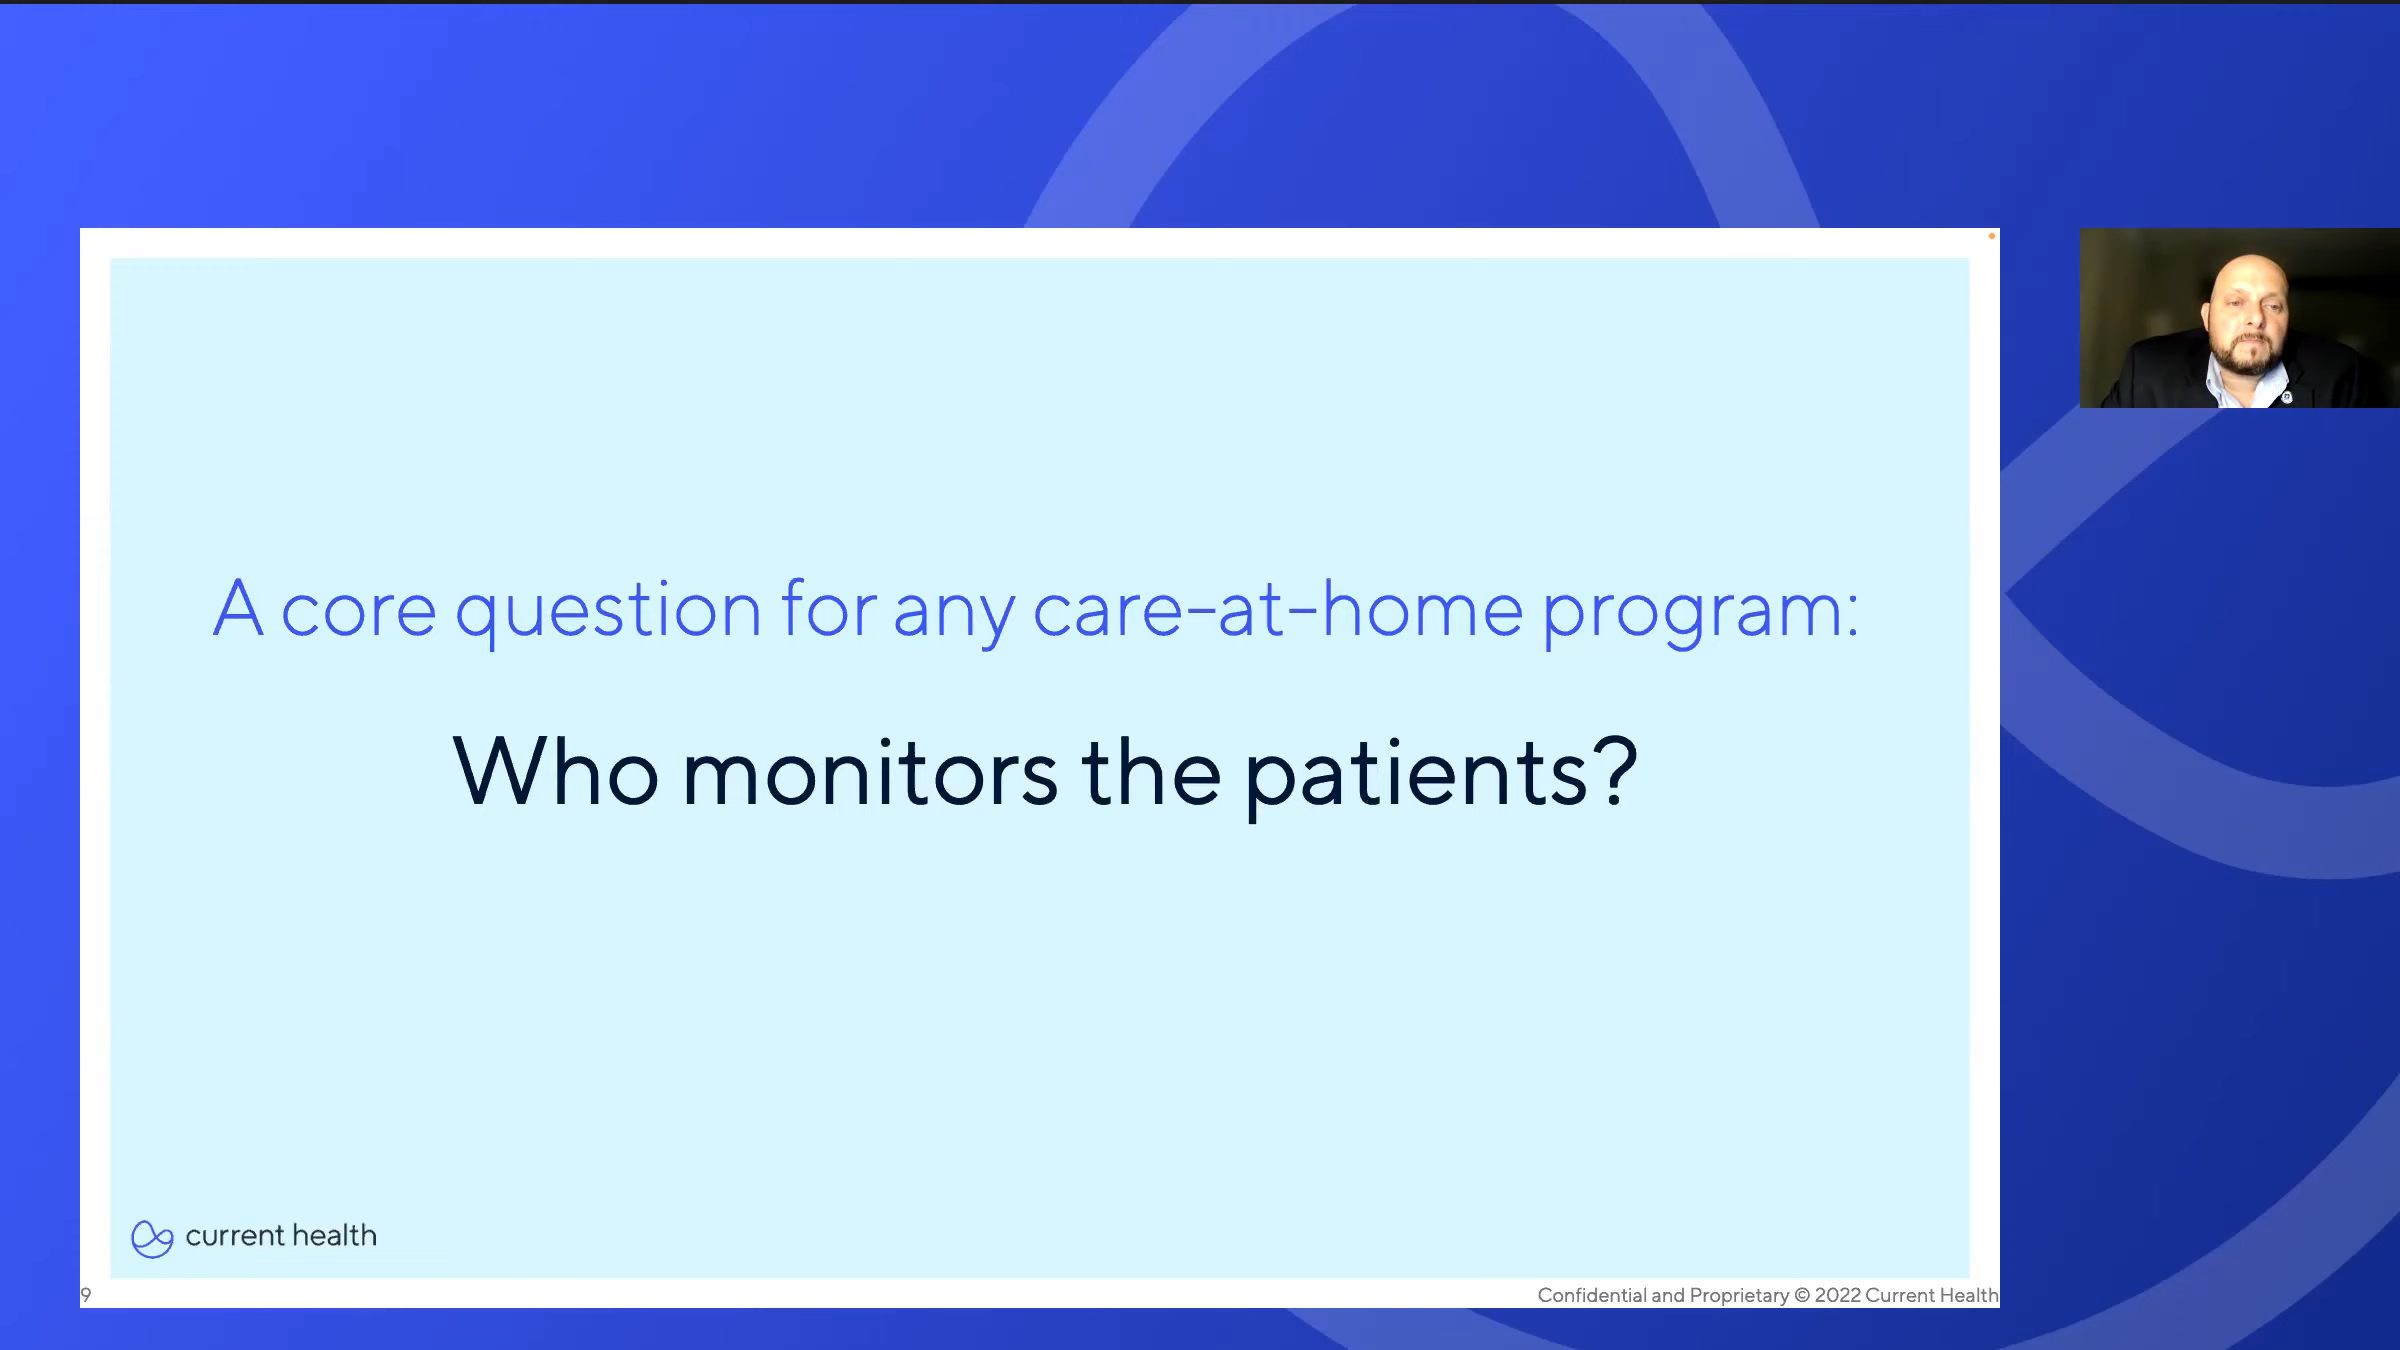 A core question for any care-at-home program:
Who monitors the patients?
current health
9
Confidential and Proprietary © 2022 Current Health